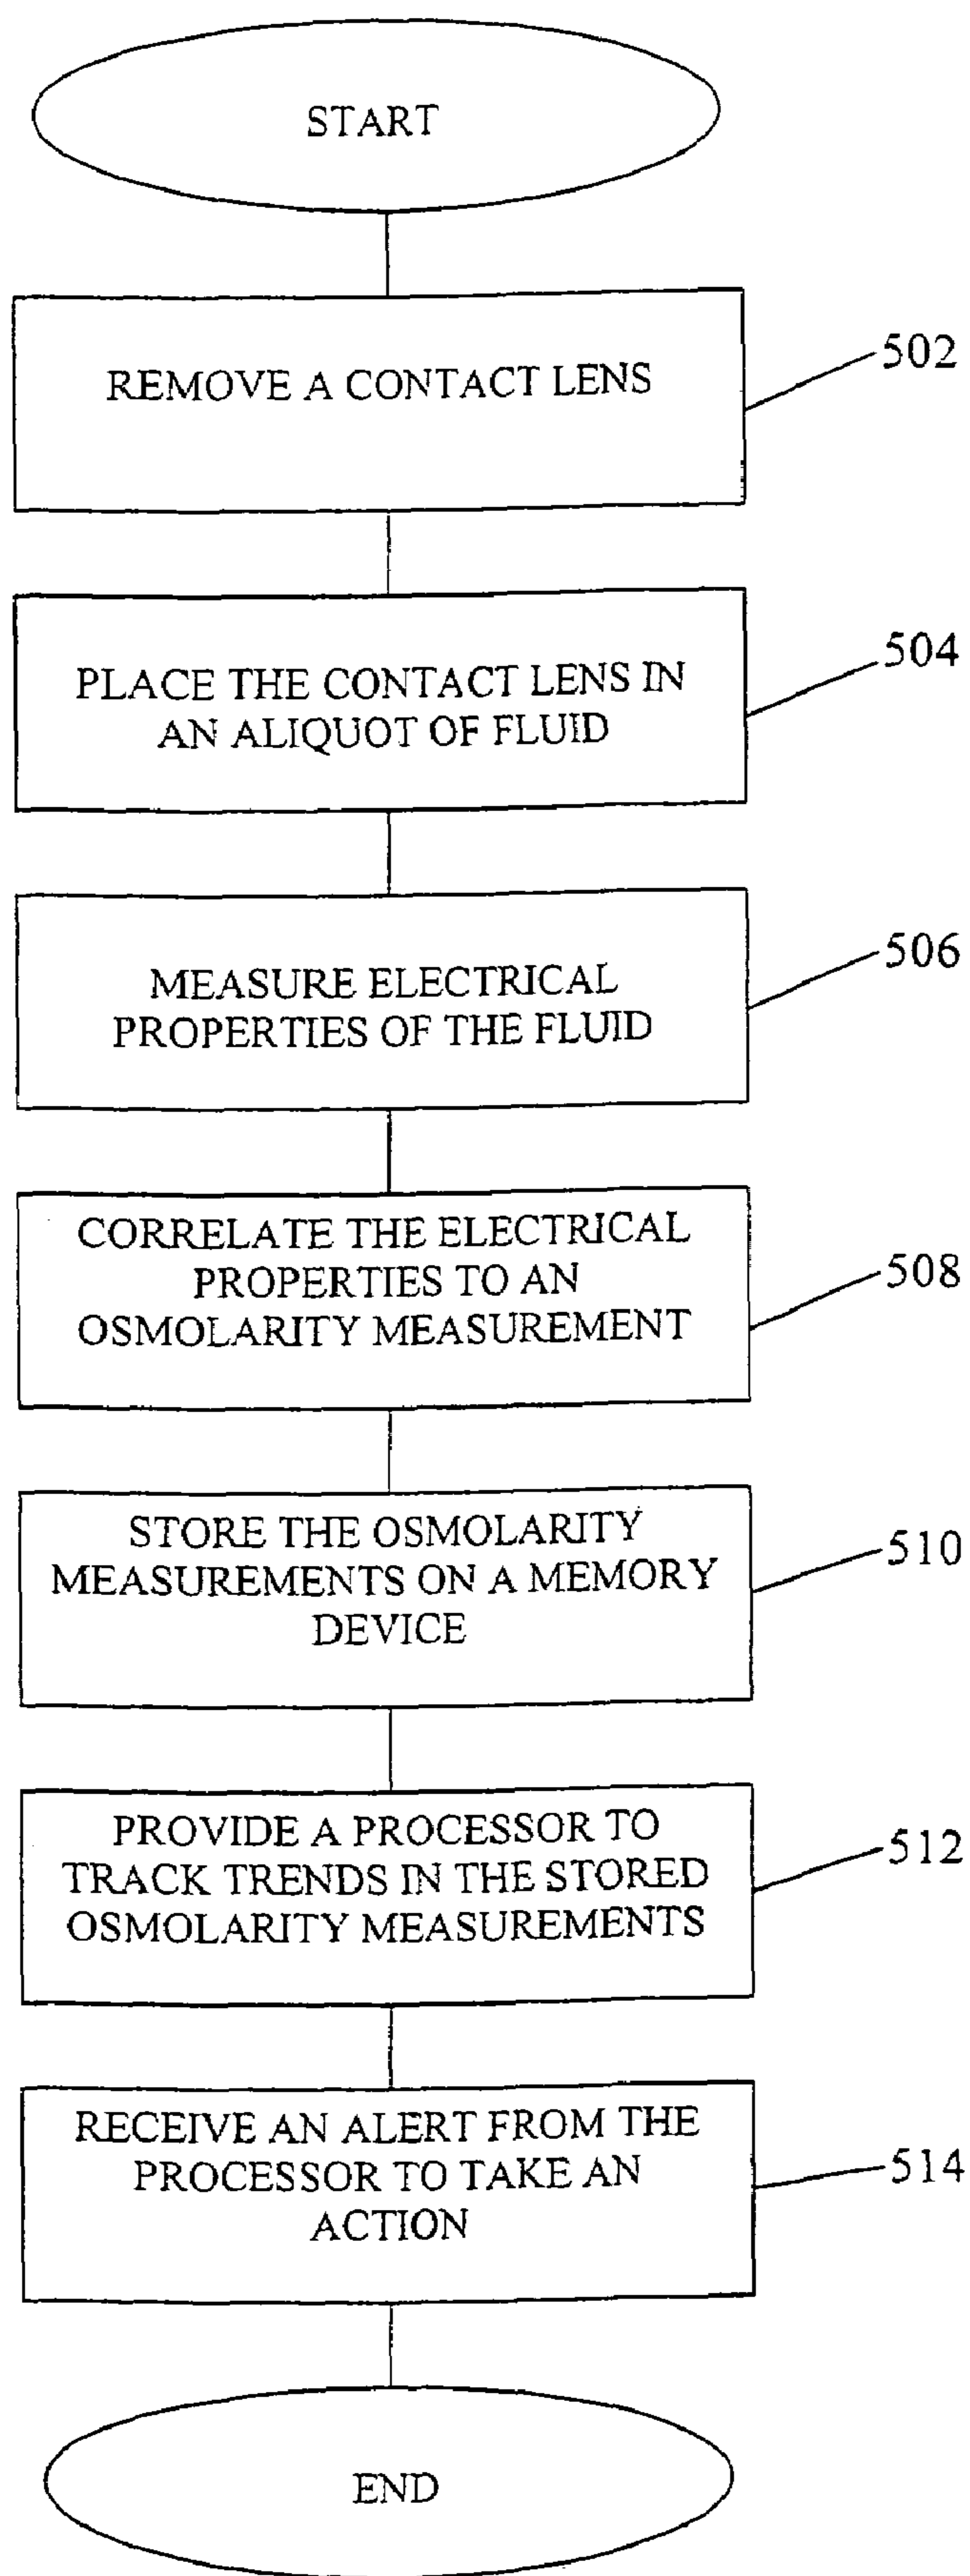 START
REMOVE A CONTACT LENS
502
PLACE THE CONTACT LENS IN
AN ALIQUOT OF FLUID
504
MEASURE ELECTRICAL
PROPERTIES OF THE FLUID
506
CORRELATE THE ELECTRICAL
PROPERTIES TO AN
OSMOLARITY MEASUREMENT
508
STORE THE OSMOLARITY
MEASUREMENTS ON A MEMORY
DEVICE
510
PROVIDE A PROCESSOR TO
TRACK TRENDS IN THE STORED
OSMOLARITY MEASUREMENTS
512
RECEIVE AN ALERT FROM THE
PROCESSOR TO TAKE AN
ACTION
514
END